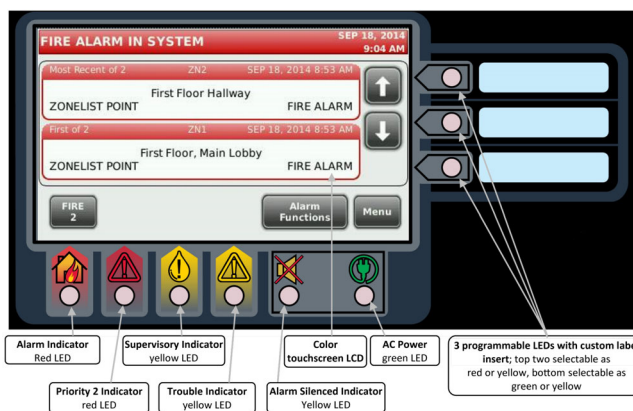 FIRE ALARM IN SYSTEM
SEP 18, 2014
9:04 AM
Most Recent of 2 ZN2 SEP 18, 2014 8:53 AM
First Floor Hallway
ZONELIST POINT FIRE ALARM
First of 2 ZN1 SEP 18, 2014 8:53 AM
First Floor, Main Lobby
ZONELIST POINT FIRE ALARM
FIRE
2
Alarm
Functions
Menu
Alarm Indicator
Red LED
Supervisory Indicator
yellow LED
Color
touchscreen LCD
AC Power
green LED
3 programmable LEDs with custom labe
insert; top two selectable as
red or yellow, bottom selectable as
green or yellow
Priority 2 Indicator
red LED
Trouble Indicator
yellow LED
Alarm Silenced Indicator
Yellow LED